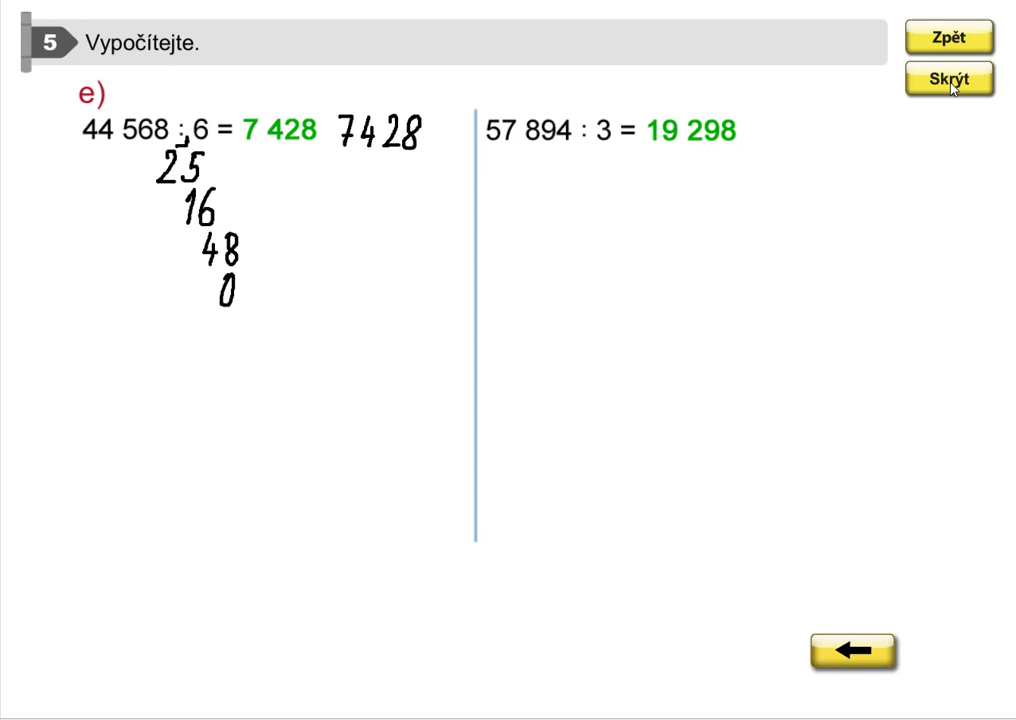 5 Vypočítejte.
Zpět
Skrýt
e)
44 568 : 6 = 7 428 7428
25
16
48
0
57 894 : 3 = 19 298